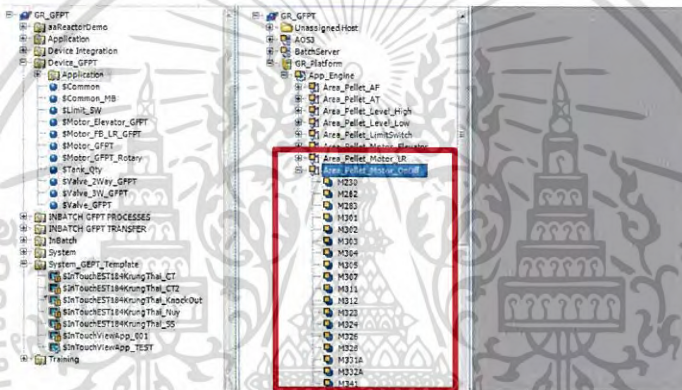 GR_GFPT
aaReactorDemo
Application
Device Integration
Device_GFPT
Application
$Common
$Common_MB
$Limit_SW
$Motor_Elevator_GFPT
$Motor_FB_LR_GFPT
$Motor_GFPT
$Motor_GFPT_Rotary
$Tank_Qty
$Valve_2Way_GFPT
$Valve_3W_GFPT
$Valve_GFPT
INBATCH GFPT PROCESSES
INBATCH GFPT TRANSFER
InBatch
System
System_GFPT_Template
$InTouchEST184KrungThai_CT
$InTouchEST184KrungThai_CT2
$InTouchEST184KrungThai_KnockOut
$InTouchEST184KrungThai_Nuy
$InTouchEST184KrungThai_SS
$InTouchViewApp_001
$InTouchViewApp_TEST
Training
GR_GFPT
Unassigned Host
AOS3
BatchServer
GR_Platform
App_Engine
Area_Pellet_AF
Area_Pellet_AT
Area_Pellet_Level_High
Area_Pellet_Level_Low
Area_Pellet_LimitSwitch
Area_Pellet_Motor_Elevator
Area_Pellet_Motor_LR
Area_Pellet_Motor_OnOff
M230
M282
M283
M301
M302
M303
M304
M305
M307
M311
M312
M323
M324
M326
M328
M331A
M332A
M341